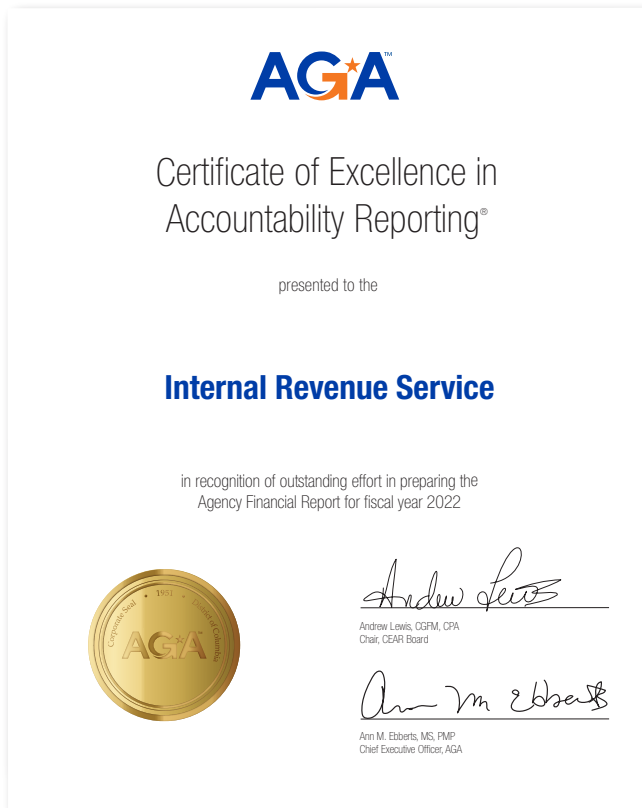 AGA™
Certificate of Excellence in
Accountability Reporting®
presented to the
Internal Revenue Service
in recognition of outstanding effort in preparing the
Agency Financial Report for fiscal year 2022
Corporate Seal • 1951 • District of Columbia
AGA
Andrew Lewis
Andrew Lewis, CGFM, CPA
Chair, CEAR Board
Ann M Ebberts
Ann M. Ebberts, MS, PMP
Chief Executive Officer, AGA